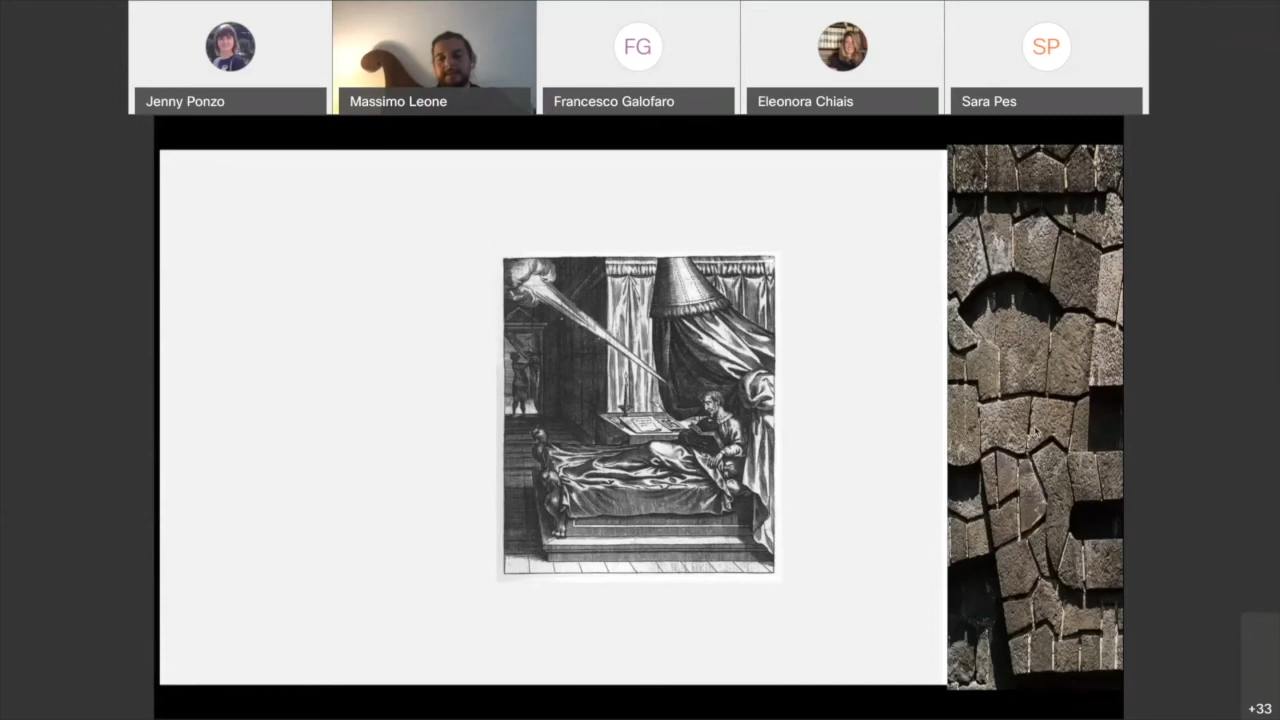 Jenny Ponzo
Massimo Leone
FG
Francesco Galofaro
Eleonora Chiais
SP
Sara Pes
+33